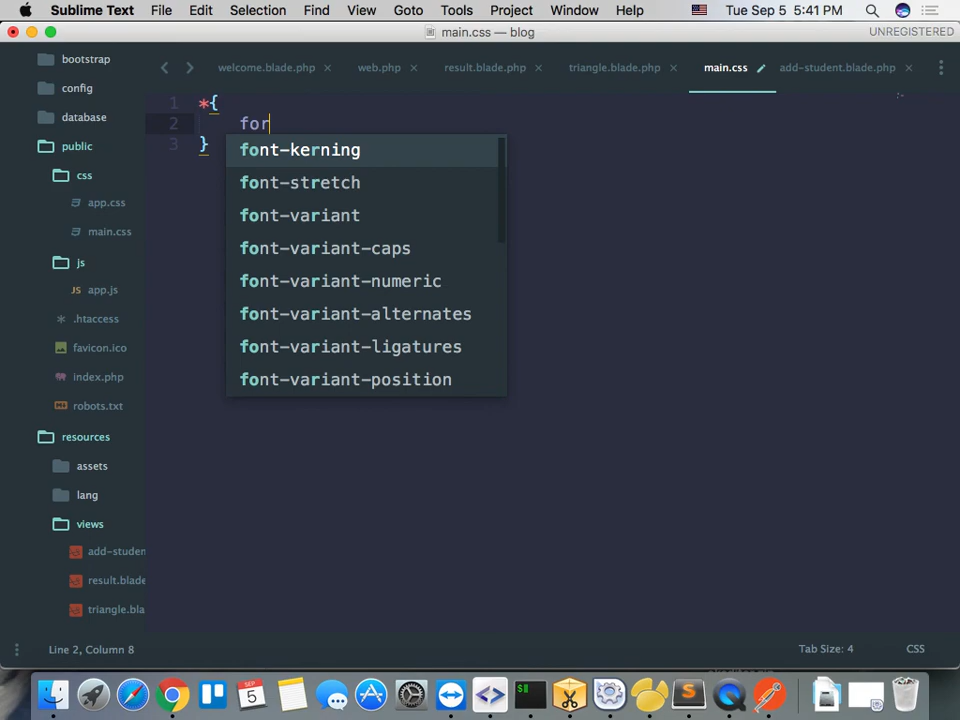 Sublime Text File Edit Selection Find View Goto Tools Project Window Help Tue Sep 5 5:41 PM
main.css — blog UNREGISTERED
bootstrap
config
database
public
css
app.css
main.css
js
app.js
.htaccess
favicon.ico
index.php
robots.txt
resources
assets
lang
views
add-studen
result.blade
triangle.bla
welcome.blade.php × web.php × result.blade.php × triangle.blade.php × main.css add-student.blade.php ×
1 *{
2 for
3 }
font-kerning
font-stretch
font-variant
font-variant-caps
font-variant-numeric
font-variant-alternates
font-variant-ligatures
font-variant-position
Line 2, Column 8 Tab Size: 4 CSS
SEP
5